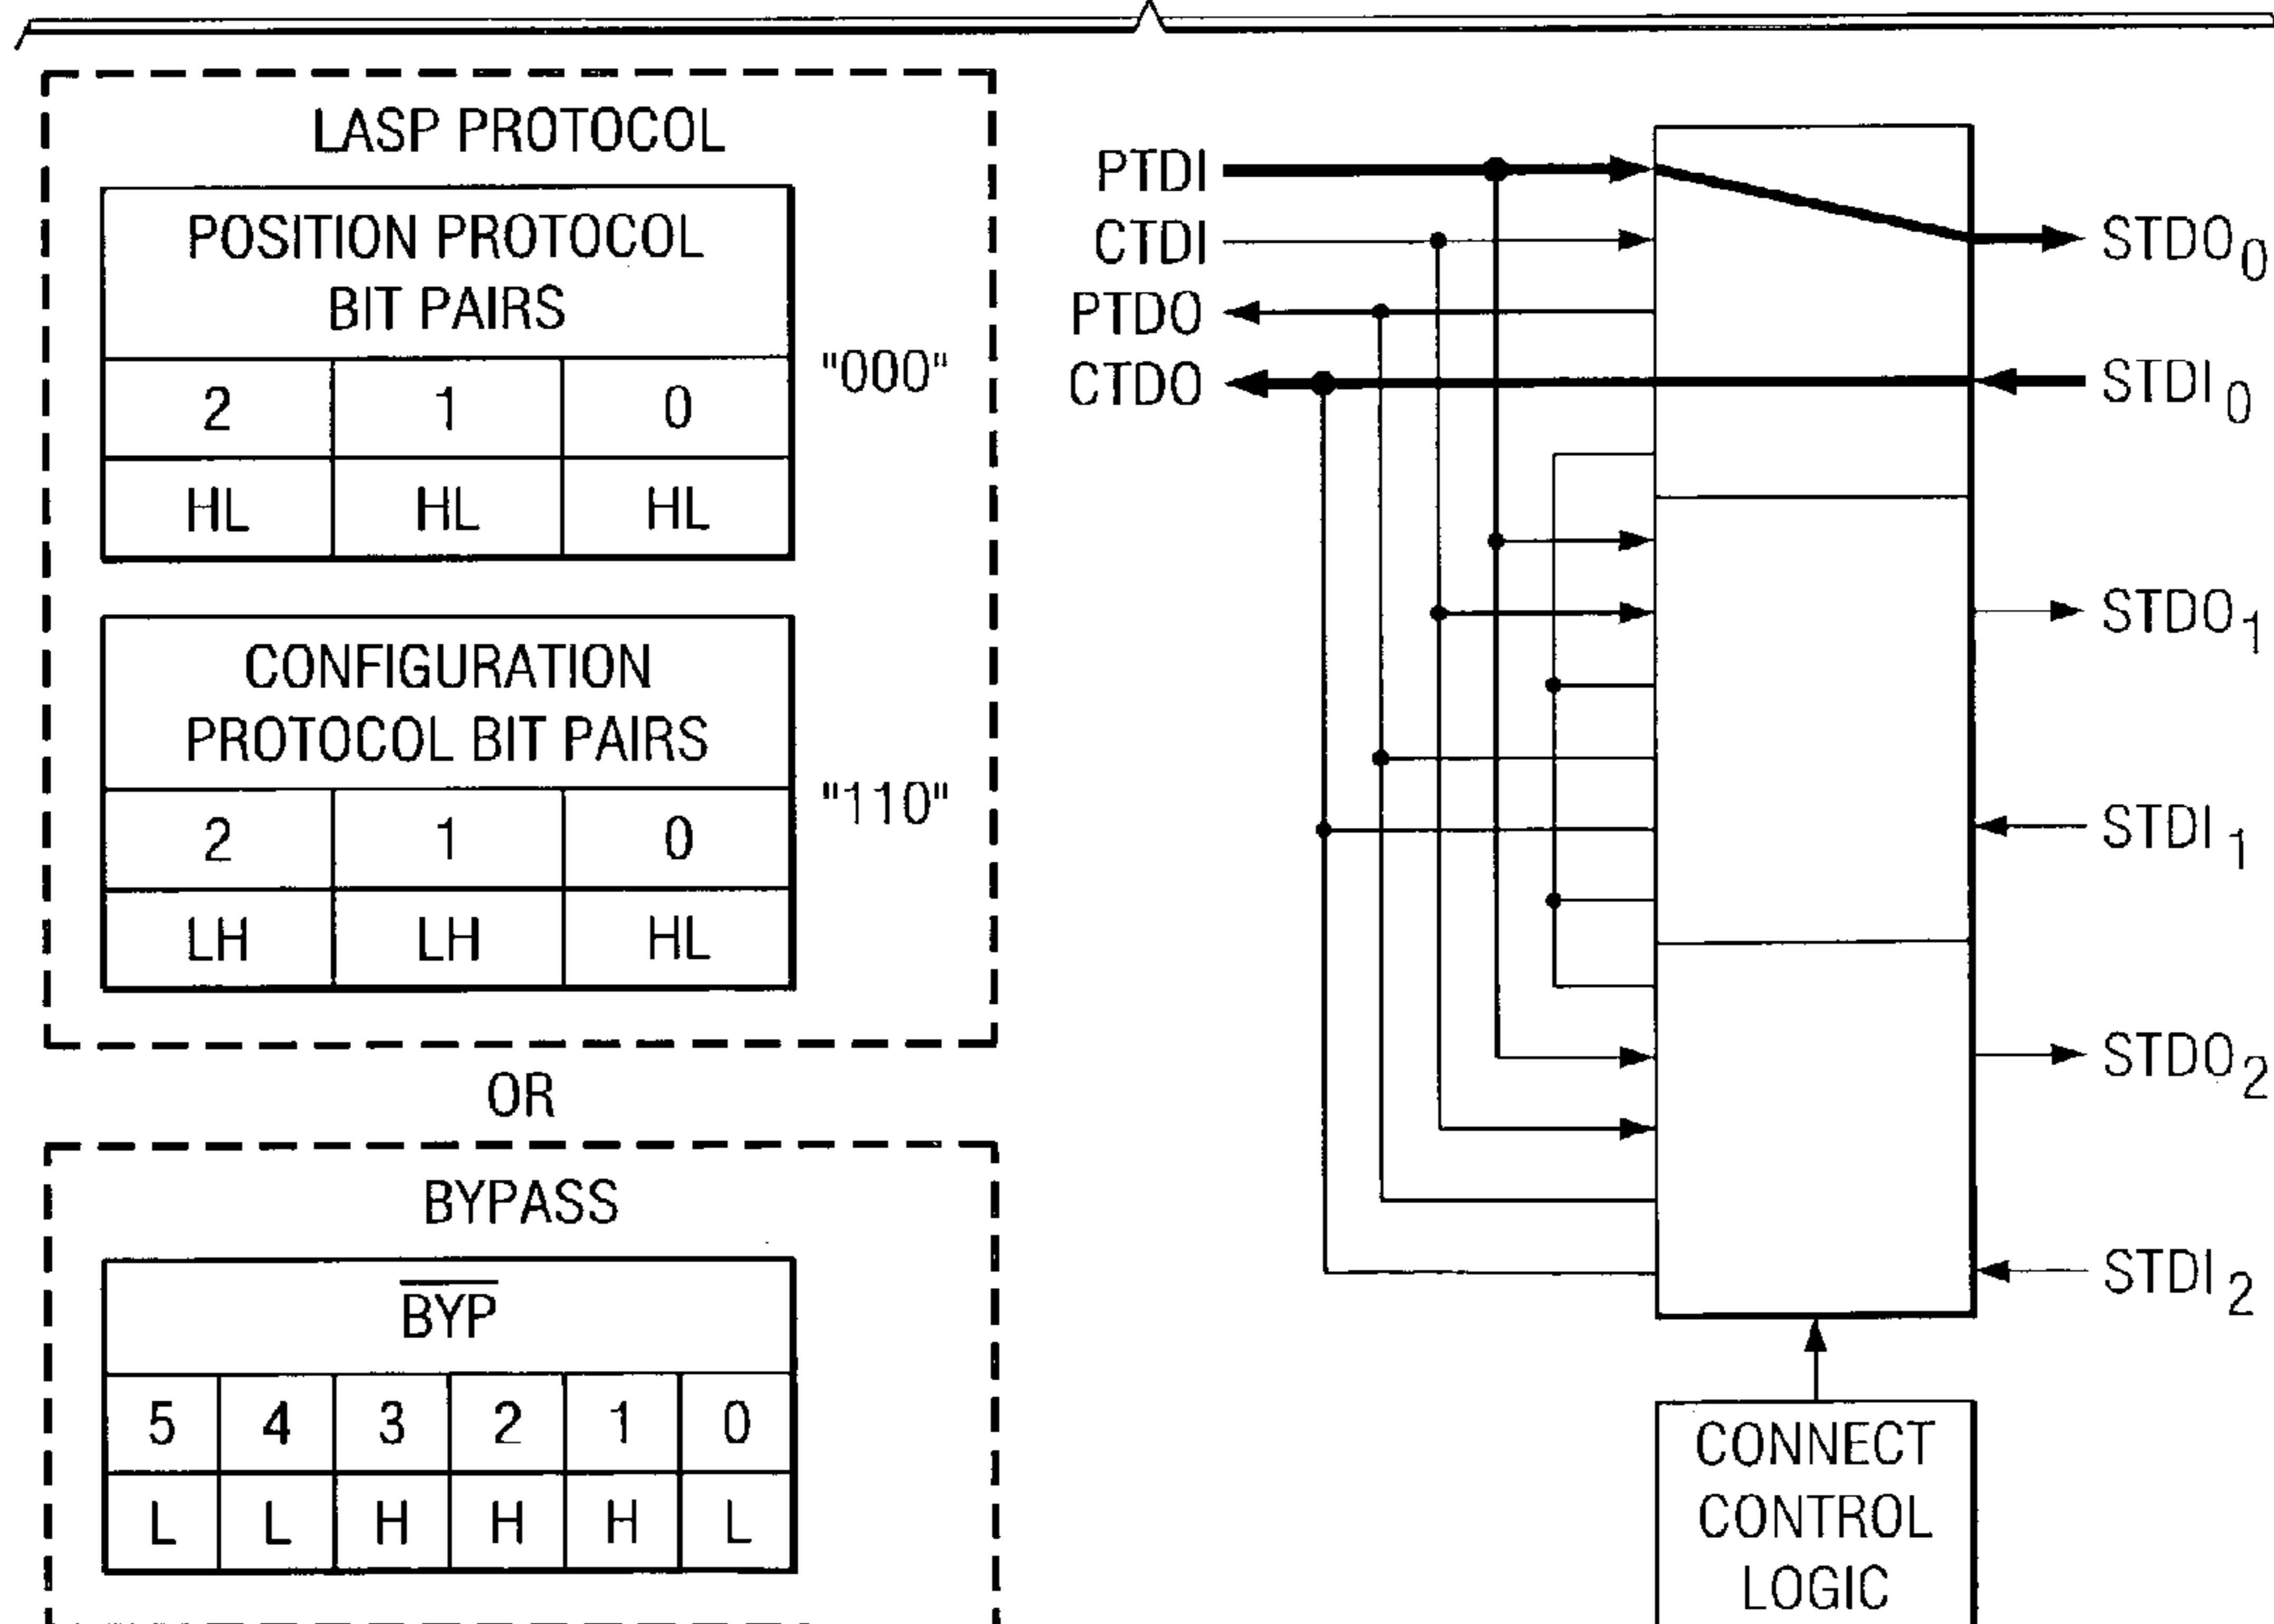 LASP PROTOCOL
POSITION PROTOCOL
BIT PAIRS
2 1 0
HL HL HL
"000"
CONFIGURATION
PROTOCOL BIT PAIRS
2 1 0
LH LH HL
"110"
OR
BYPASS
BYP
5 4 3 2 1 0
L L H H H L
PTDI
CTDI
PTDO
CTDO
STDO0
STDI0
STDO1
STDI1
STDO2
STDI2
CONNECT
CONTROL
LOGIC